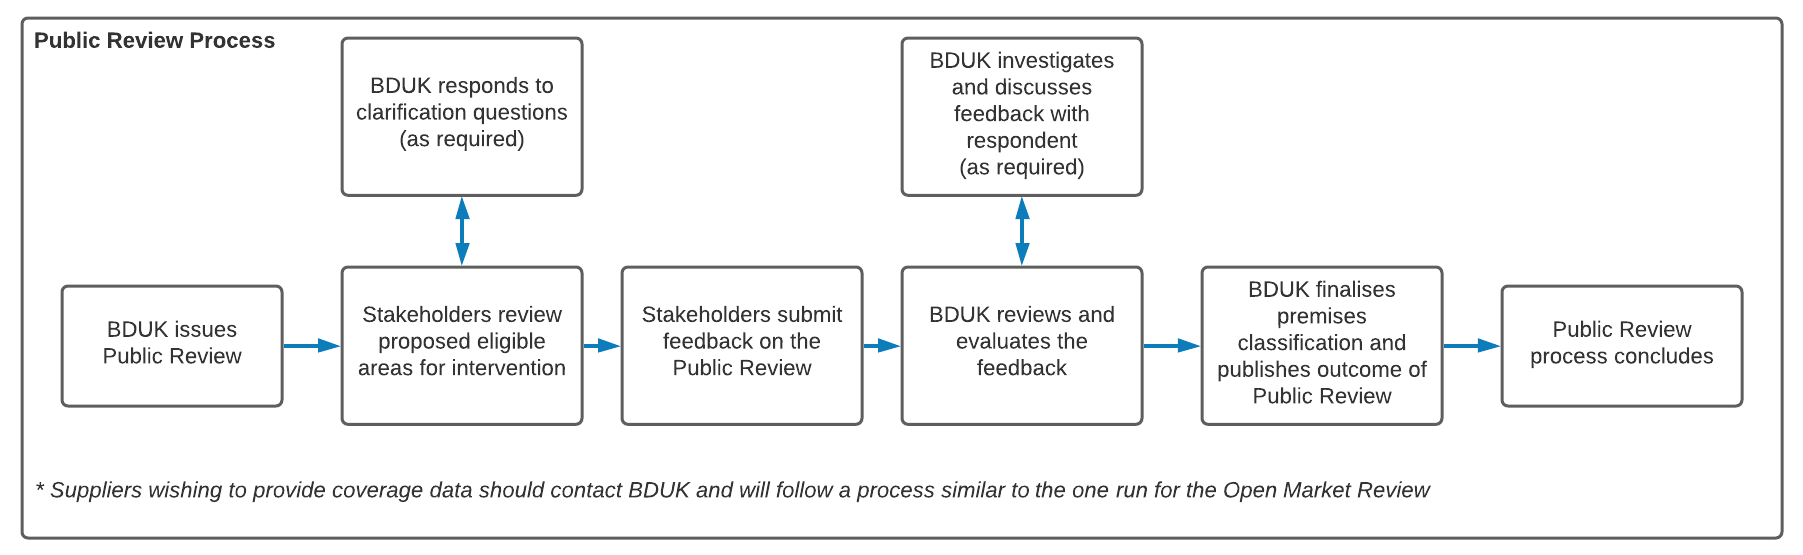 Public Review Process
BDUK responds to
clarification questions
(as required)
BDUK investigates
and discusses
feedback with
respondent
(as required)
BDUK issues
Public Review
Stakeholders review
proposed eligible
areas for intervention
Stakeholders submit
feedback on the
Public Review
BDUK reviews and
evaluates the
feedback
BDUK finalises
premises
classification and
publishes outcome of
Public Review
Public Review
process concludes
* Suppliers wishing to provide coverage data should contact BDUK and will follow a process similar to the one run for the Open Market Review